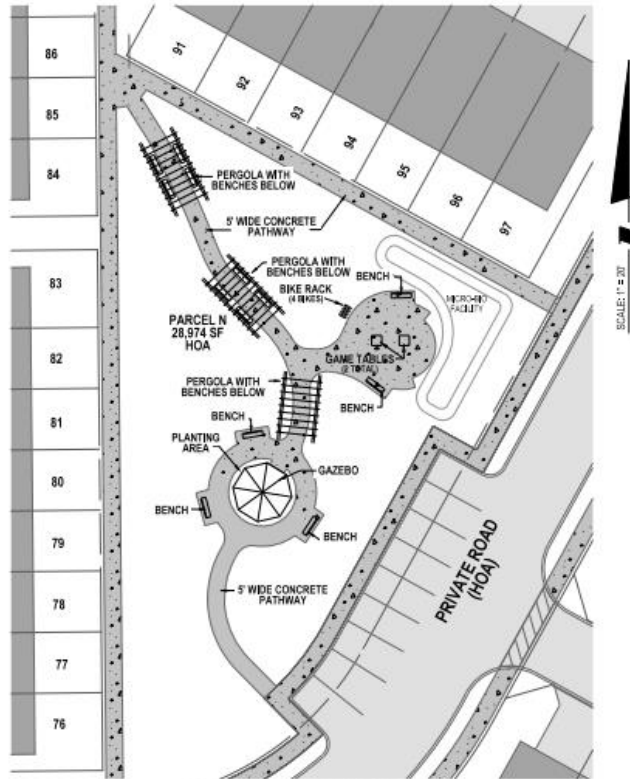 86
85
84
83
82
81
80
79
78
77
76
91
92
93
94
95
96
97
PERGOLA WITH
BENCHES BELOW
5' WIDE CONCRETE
PATHWAY
PERGOLA WITH
BENCHES BELOW
BENCH
BIKE RACK
(4 BIKES)
MICRO-BIO
FACILITY
PARCEL N
28,974 SF
HOA
GAME TABLES
(2 TOTAL)
PERGOLA WITH
BENCHES BELOW
BENCH
BENCH
PLANTING
AREA
GAZEBO
BENCH
BENCH
5' WIDE CONCRETE
PATHWAY
PRIVATE ROAD
(HOA)
SCALE: 1" = 20'